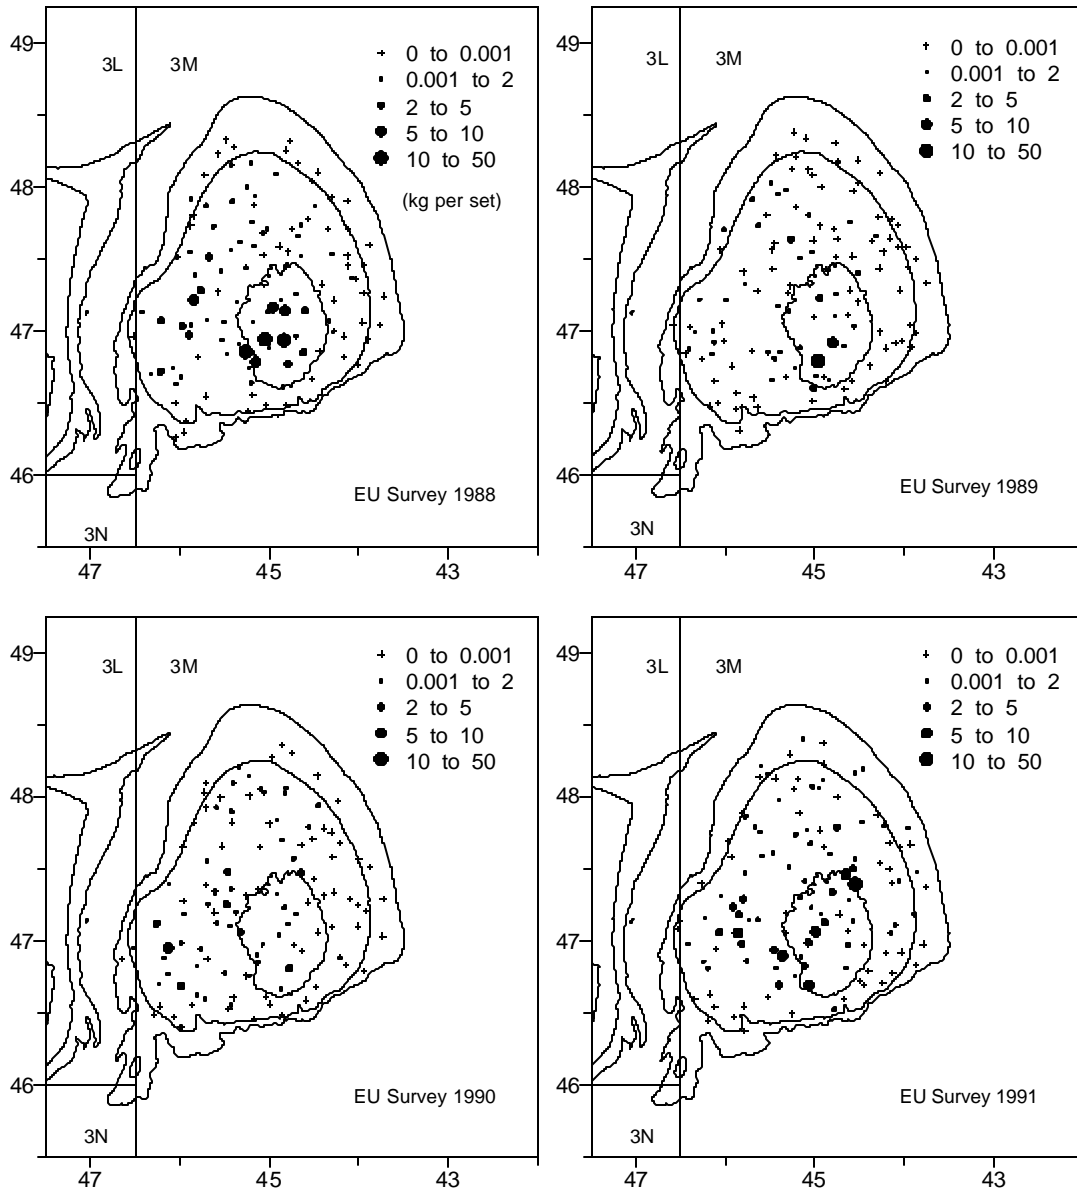 49
3L
3M
0 to 0.001
0.001 to 2
2 to 5
5 to 10
10 to 50
(kg per set)
48
47
46
EU Survey 1988
3N
47
45
43
49
3L
3M
0 to 0.001
0.001 to 2
2 to 5
5 to 10
10 to 50
48
47
46
EU Survey 1989
3N
47
45
43
49
3L
3M
0 to 0.001
0.001 to 2
2 to 5
5 to 10
10 to 50
48
47
46
EU Survey 1990
3N
47
45
43
49
3L
3M
0 to 0.001
0.001 to 2
2 to 5
5 to 10
10 to 50
48
47
46
EU Survey 1991
3N
47
45
43